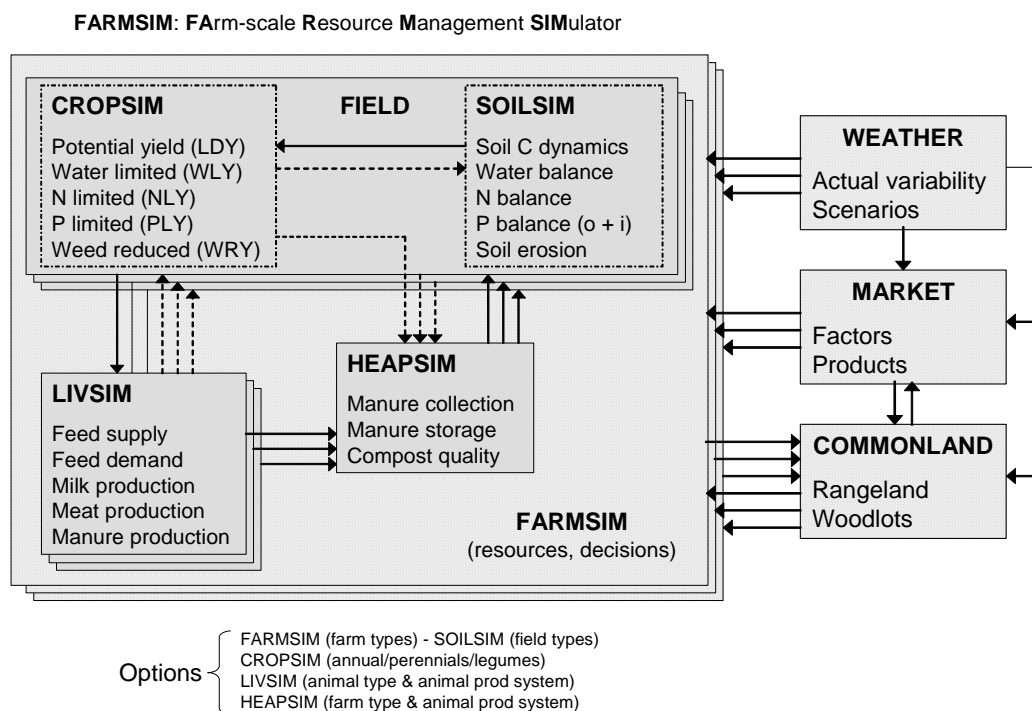 FARMSIM: FArm-scale Resource Management SIMulator
CROPSIM
Potential yield (LDY)
Water limited (WLY)
N limited (NLY)
P limited (PLY)
Weed reduced (WRY)
FIELD
SOILSIM
Soil C dynamics
Water balance
N balance
P balance (o + i)
Soil erosion
WEATHER
Actual variability
Scenarios
MARKET
Factors
Products
LIVSIM
Feed supply
Feed demand
Milk production
Meat production
Manure production
HEAPSIM
Manure collection
Manure storage
Compost quality
COMMONLAND
Rangeland
Woodlots
FARMSIM
(resources, decisions)
Options
FARMSIM (farm types) - SOILSIM (field types)
CROPSIM (annual/perennials/legumes)
LIVSIM (animal type & animal prod system)
HEAPSIM (farm type & animal prod system)